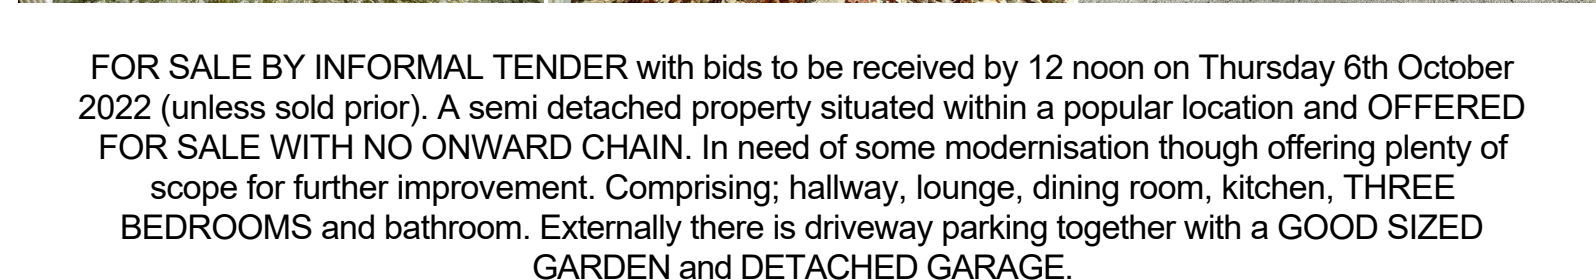 FOR SALE BY INFORMAL TENDER with bids to be received by 12 noon on Thursday 6th October
2022 (unless sold prior). A semi detached property situated within a popular location and OFFERED
FOR SALE WITH NO ONWARD CHAIN. In need of some modernisation though offering plenty of
scope for further improvement. Comprising; hallway, lounge, dining room, kitchen, THREE
BEDROOMS and bathroom. Externally there is driveway parking together with a GOOD SIZED
GARDEN and DETACHED GARAGE.